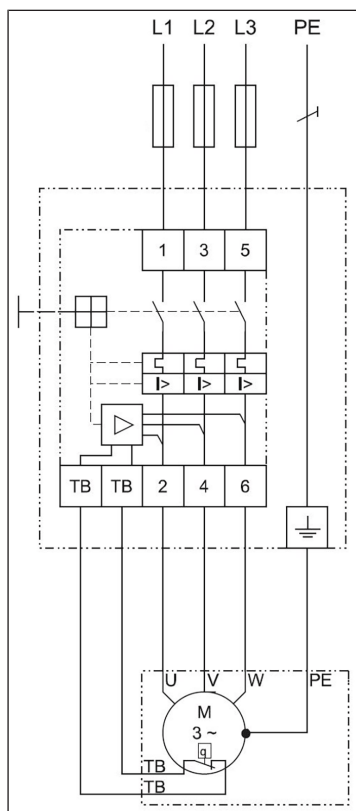 L1 L2 L3 PE
1 3 5
I> I> I>
TB TB 2 4 6
U V W PE
M
3 ~
q
TB
TB